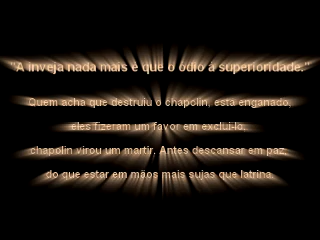 "A inveja nada mais é que o ódio à superioridade."
Quem acha que destruiu o chapolin, está enganado,
eles fizeram um favor em exclui-lo,
chapolin virou um martir. Antes descansar em paz,
do que estar em mãos mais sujas que latrina.